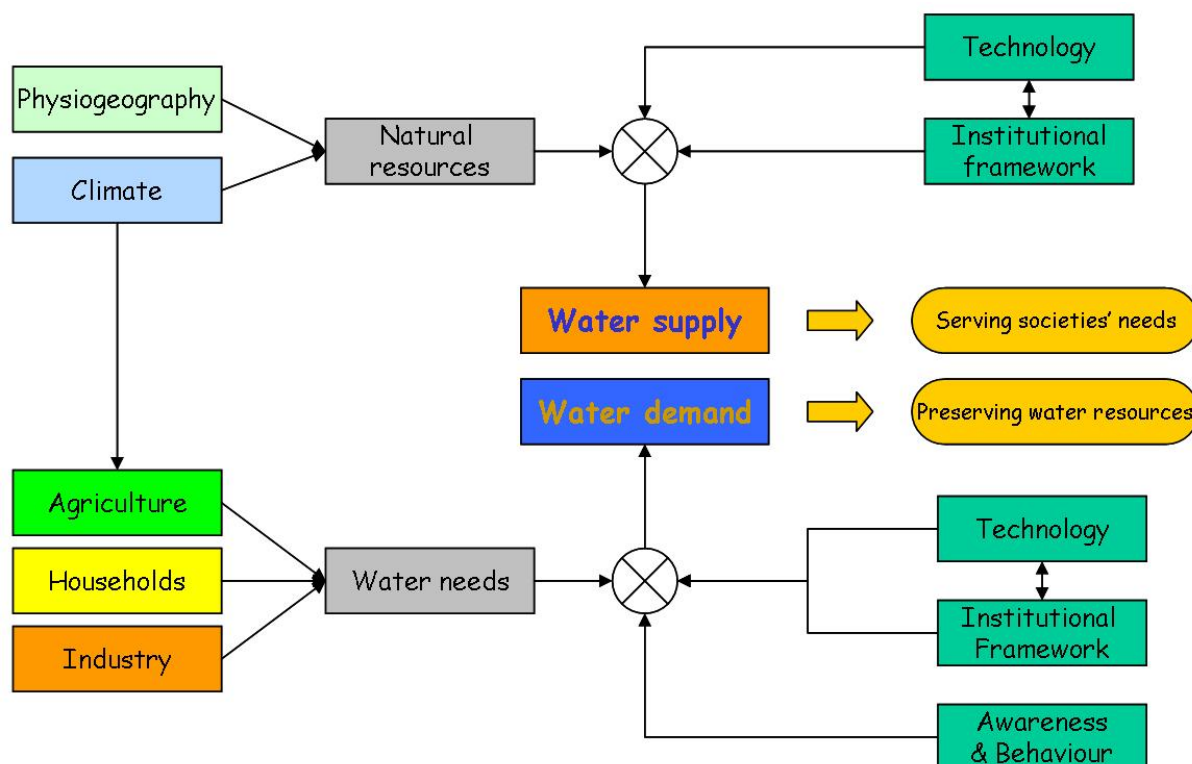 Technology
Physiogeography
Natural
resources
Institutional
framework
Climate
Water supply
Serving societies' needs
Water demand
Preserving water resources
Agriculture
Technology
Households
Water needs
Institutional
Framework
Industry
Awareness
& Behaviour